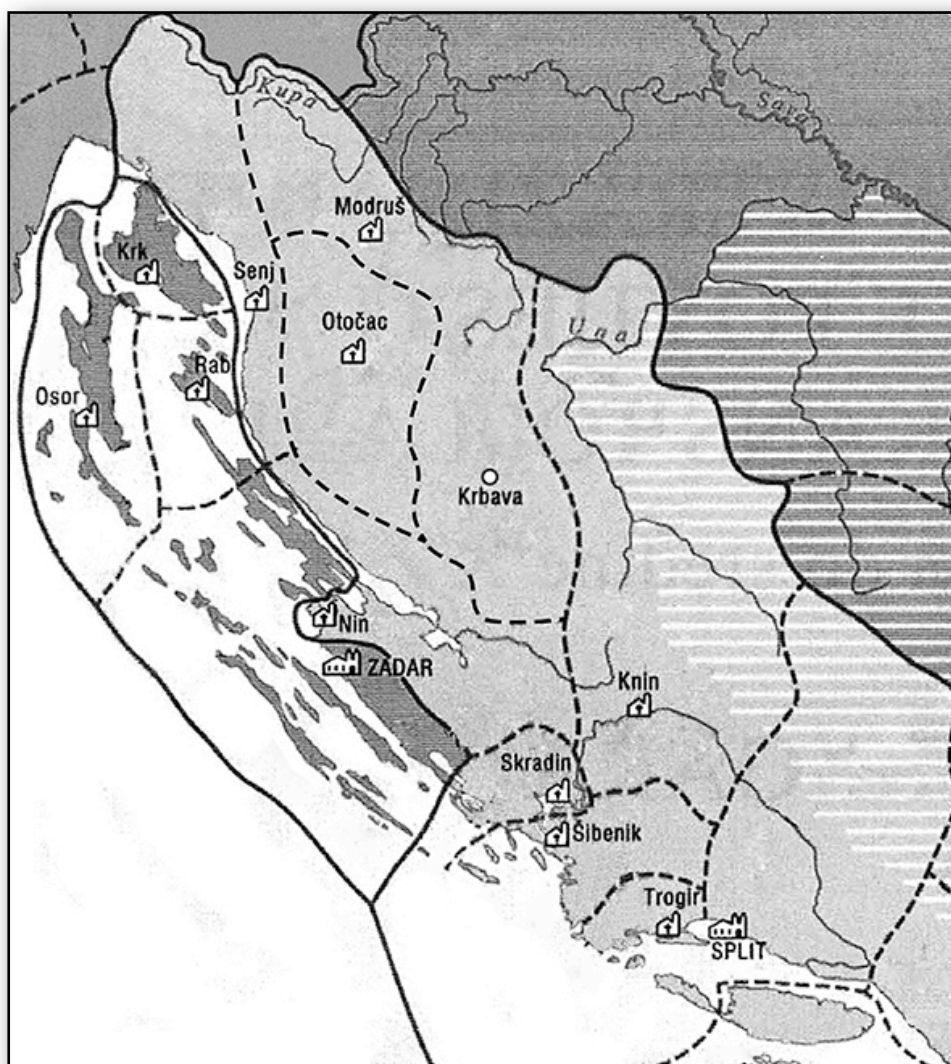 Kupa
Sava
Modruš
Krk
Senj
Una
Otočac
Rab
Osor
Krbava
Nin
ZADAR
Knin
Skradin
Šibenik
Trogir
SPLIT